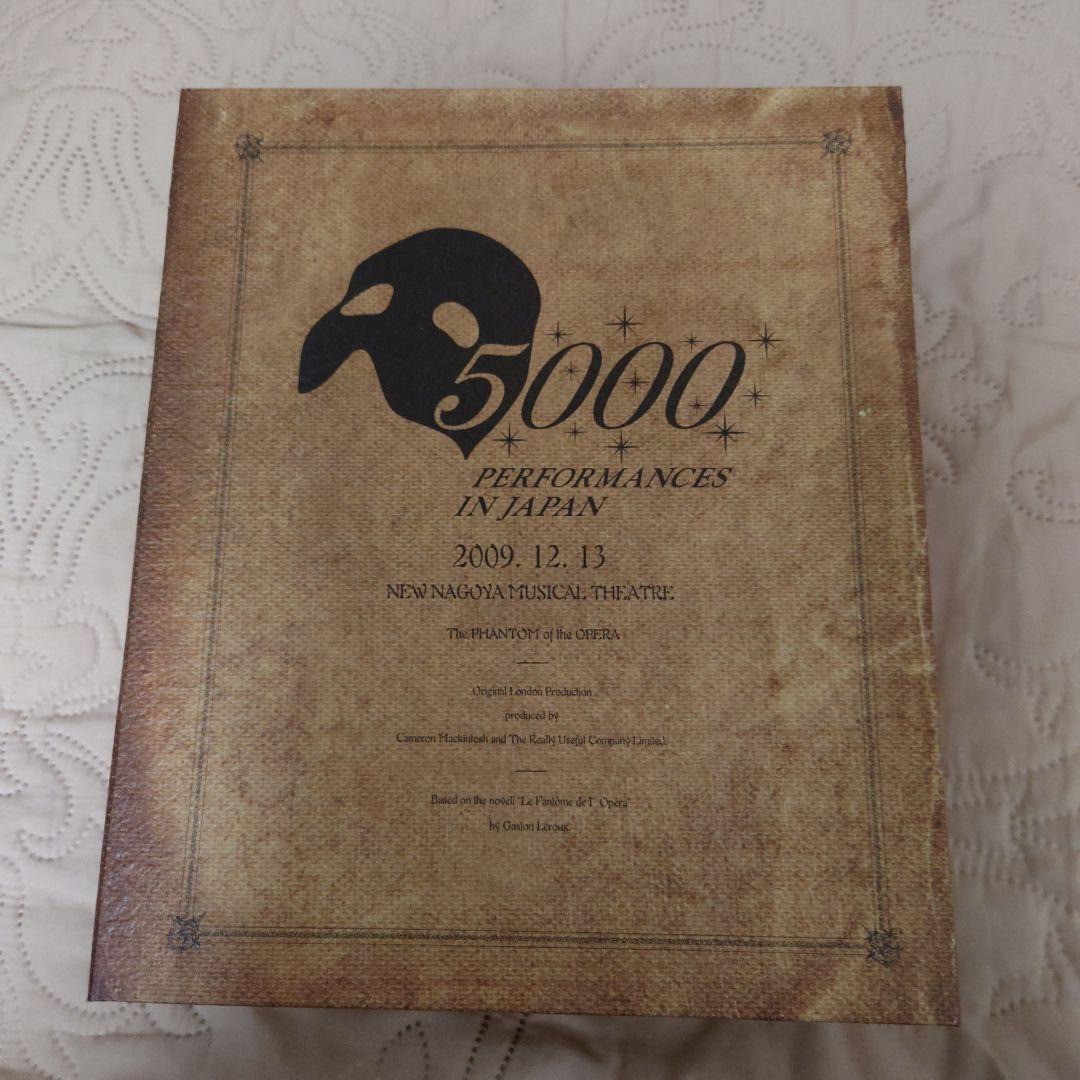 5000
PERFORMANCES
IN JAPAN
2009. 12. 13
NEW NAGOYA MUSICAL THEATRE
The PHANTOM of the OPERA
Original London Production
produced by
Cameron Mackintosh and The Really Useful Company Limited.
Based on the novell "Le Fantôme de l' Opéra"
by Gaston Leroux.